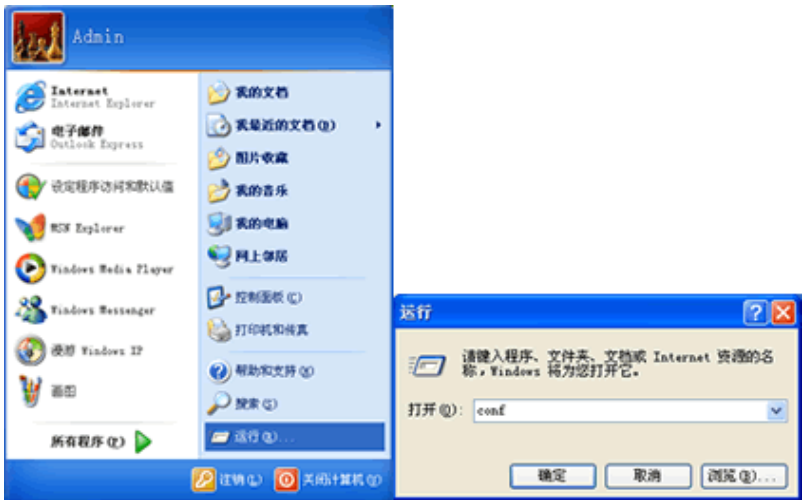 Admin
Internet
Internet Explorer
电子邮件
Outlook Express
设定程序访问和默认值
MSN Explorer
Windows Media Player
Windows Messenger
漫游 Windows XP
画图
所有程序(P)
我的文档
我最近的文档(D)
图片收藏
我的音乐
我的电脑
网上邻居
控制面板(C)
打印机和传真
帮助和支持(H)
搜索(S)
运行(R)...
注销(L)
关闭计算机(U)
运行
请键入程序、文件夹、文档或 Internet 资源的名
称，Windows 将为您打开它。
打开(O)：
conf
确定
取消
浏览(B)...